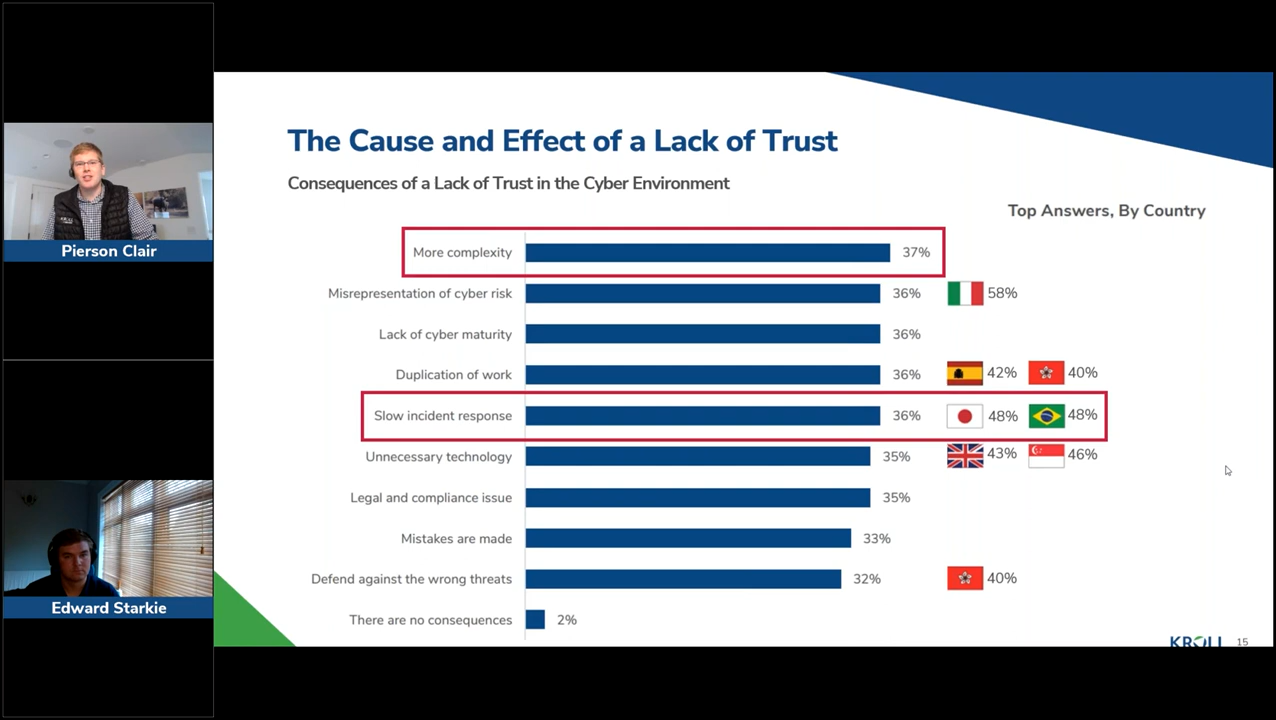 Pierson Clair
Edward Starkie
The Cause and Effect of a Lack of Trust
Consequences of a Lack of Trust in the Cyber Environment
Top Answers, By Country
More complexity 37%
Misrepresentation of cyber risk 36% 58%
Lack of cyber maturity 36%
Duplication of work 36% 42% 40%
Slow incident response 36% 48% 48%
Unnecessary technology 35% 43% 46%
Legal and compliance issue 35%
Mistakes are made 33%
Defend against the wrong threats 32% 40%
There are no consequences 2%
KROLL 15